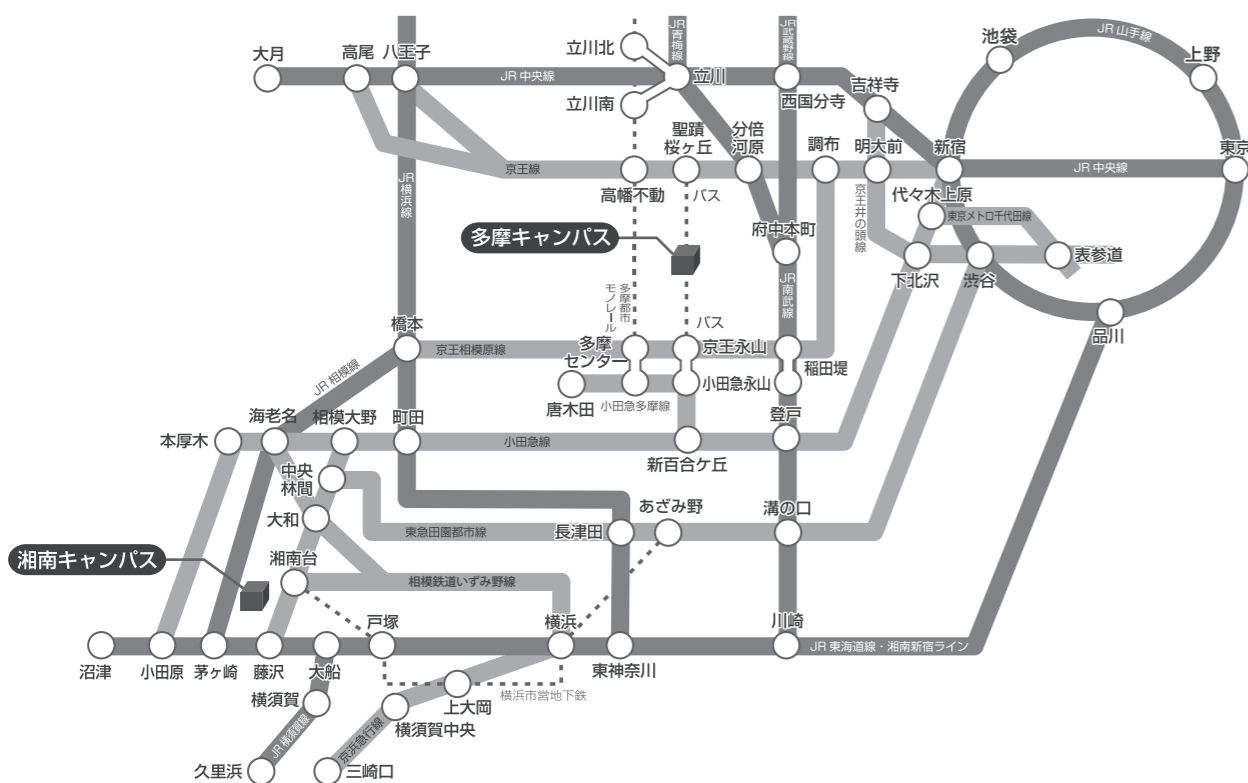 JR青梅線
JR武蔵野線
JR山手線
池袋
上野
立川北
大月
高尾
八王子
JR中央線
立川
西国分寺
吉祥寺
立川南
聖蹟
桜ヶ丘
分倍
河原
調布
明大前
新宿
JR中央線
東京
京王線
高幡不動
バス
代々木上原
東京メトロ千代田線
JR横浜線
京王井の頭線
多摩キャンパス
府中本町
下北沢
渋谷
表参道
多摩都市
モノレール
JR南武線
品川
橋本
京王相模原線
多摩
センター
バス
京王永山
稲田堤
JR相模線
唐木田
小田急多摩線
小田急永山
本厚木
海老名
相模大野
町田
小田急線
新百合ケ丘
登戸
中央
林間
大和
東急田園都市線
長津田
あざみ野
溝の口
湘南キャンパス
湘南台
相模鉄道いずみ野線
戸塚
横浜
川崎
JR東海道線・湘南新宿ライン
沼津
小田原
茅ヶ崎
藤沢
大船
東神奈川
横須賀
上大岡
横浜市営地下鉄
横須賀中央
JR横須賀線
京浜急行線
久里浜
三崎口